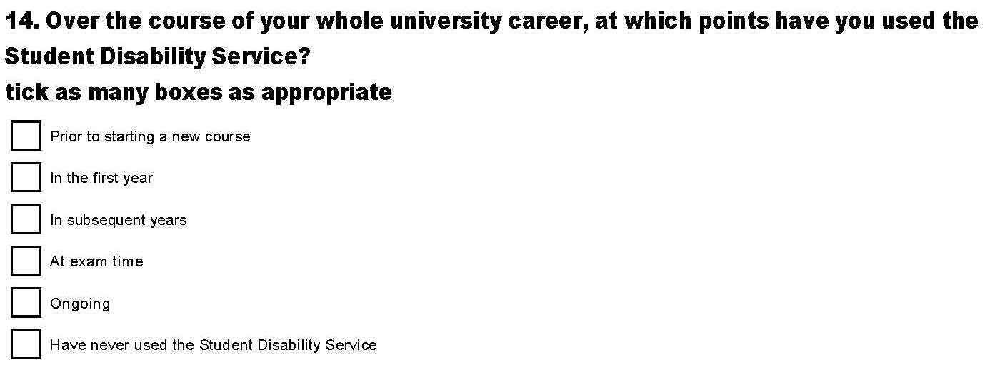 14. Over the course of your whole university career, at which points have you used the
Student Disability Service?
tick as many boxes as appropriate
Prior to starting a new course
In the first year
In subsequent years
At exam time
Ongoing
Have never used the Student Disability Service